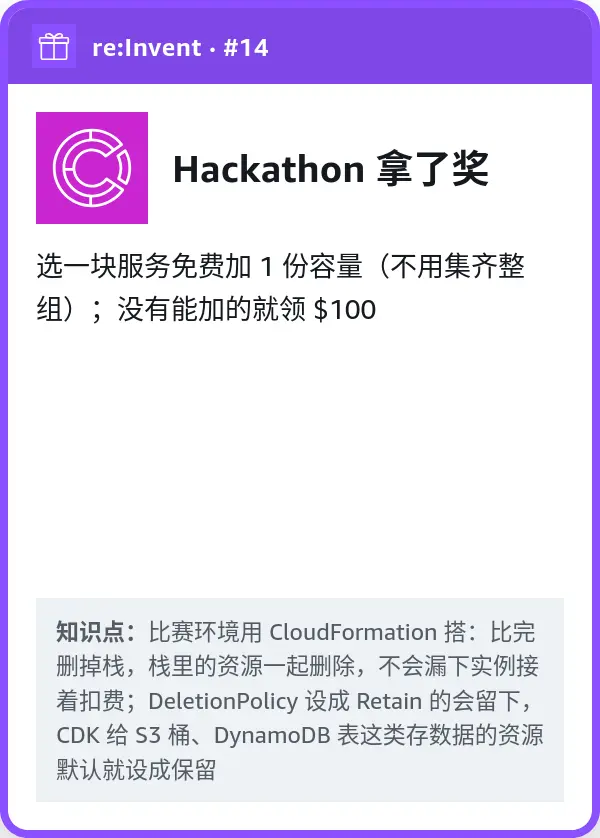 re:Invent · #14
Hackathon 拿了奖
选一块服务免费加 1 份容量（不用集齐整
组）；没有能加的就领 $100
知识点：比赛环境用 CloudFormation 搭：比完
删掉栈，栈里的资源一起删除，不会漏下实例接
着扣费；DeletionPolicy 设成 Retain 的会留下，
CDK 给 S3 桶、DynamoDB 表这类存数据的资源
默认就设成保留